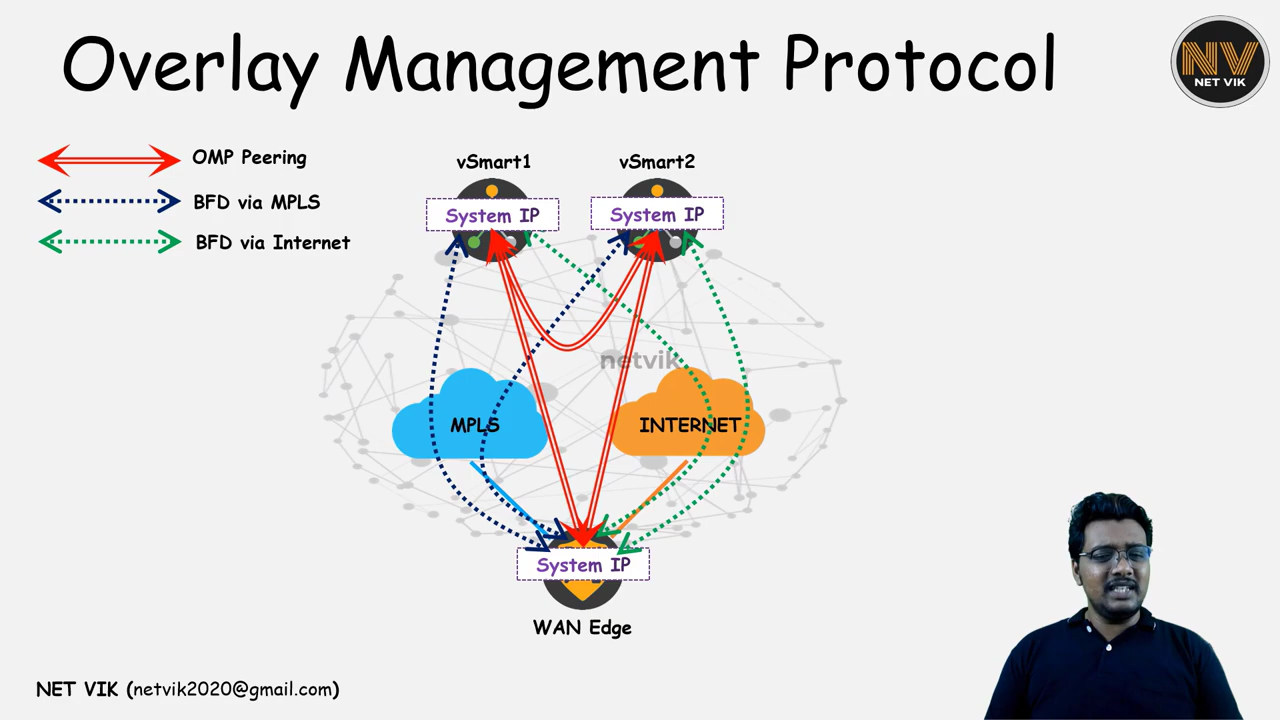 Overlay Management Protocol
NV
NET VIK
OMP Peering
BFD via MPLS
BFD via Internet
vSmart1
vSmart2
System IP
System IP
netvik
MPLS
INTERNET
System IP
WAN Edge
NET VIK (netvik2020@gmail.com)